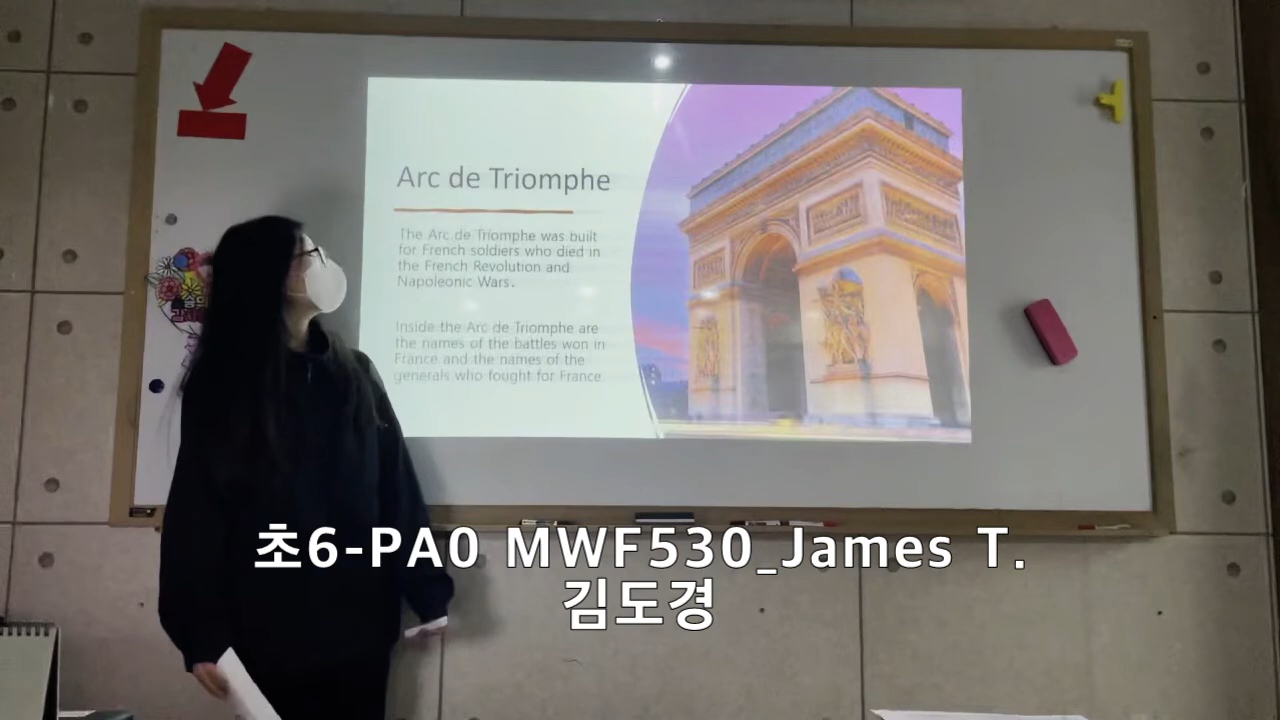 Arc de Triomphe
The Arc de Triomphe was built
for French soldiers who died in
the French Revolution and
Napoleonic Wars.
Inside the Arc de Triomphe are
the names of the battles won in
France and the names of the
generals who fought for France.
초6-PA0 MWF530_James T.
김도경